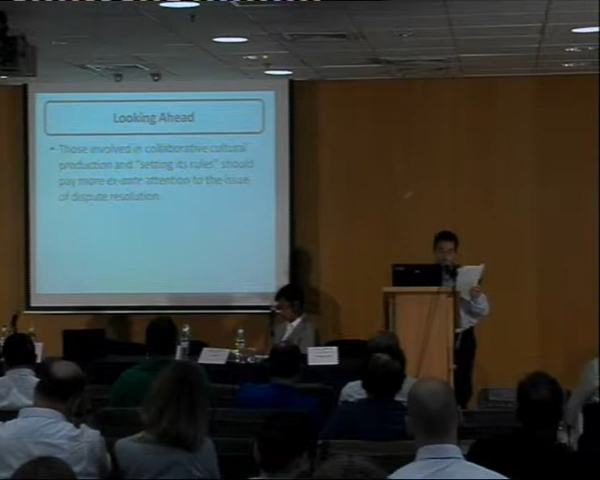 Looking Ahead
• Those involved in collaborative cultural
production and "setting its rules" should
pay more ex-ante attention to the issue
of dispute resolution.